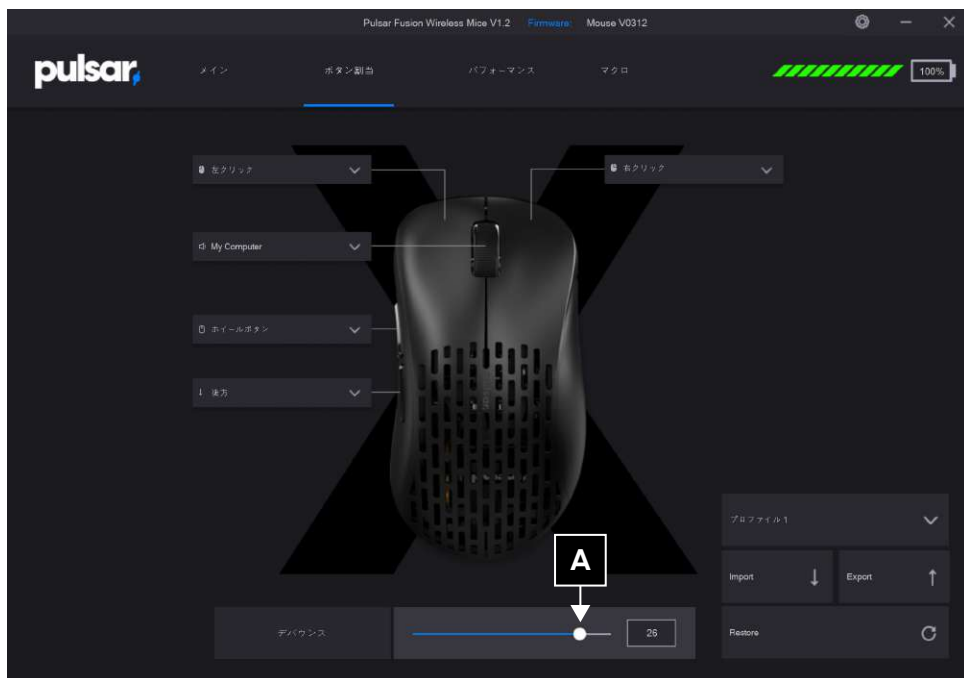 Pulsar Fusion Wireless Mice V1.2 Firmware: Mouse V0312
pulsar
メイン
ボタン割当
パフォーマンス
マクロ
100%
左クリック
右クリック
My Computer
ホイールボタン
後方
A
プロファイル 1
Import
Export
デバウンス
26
Restore